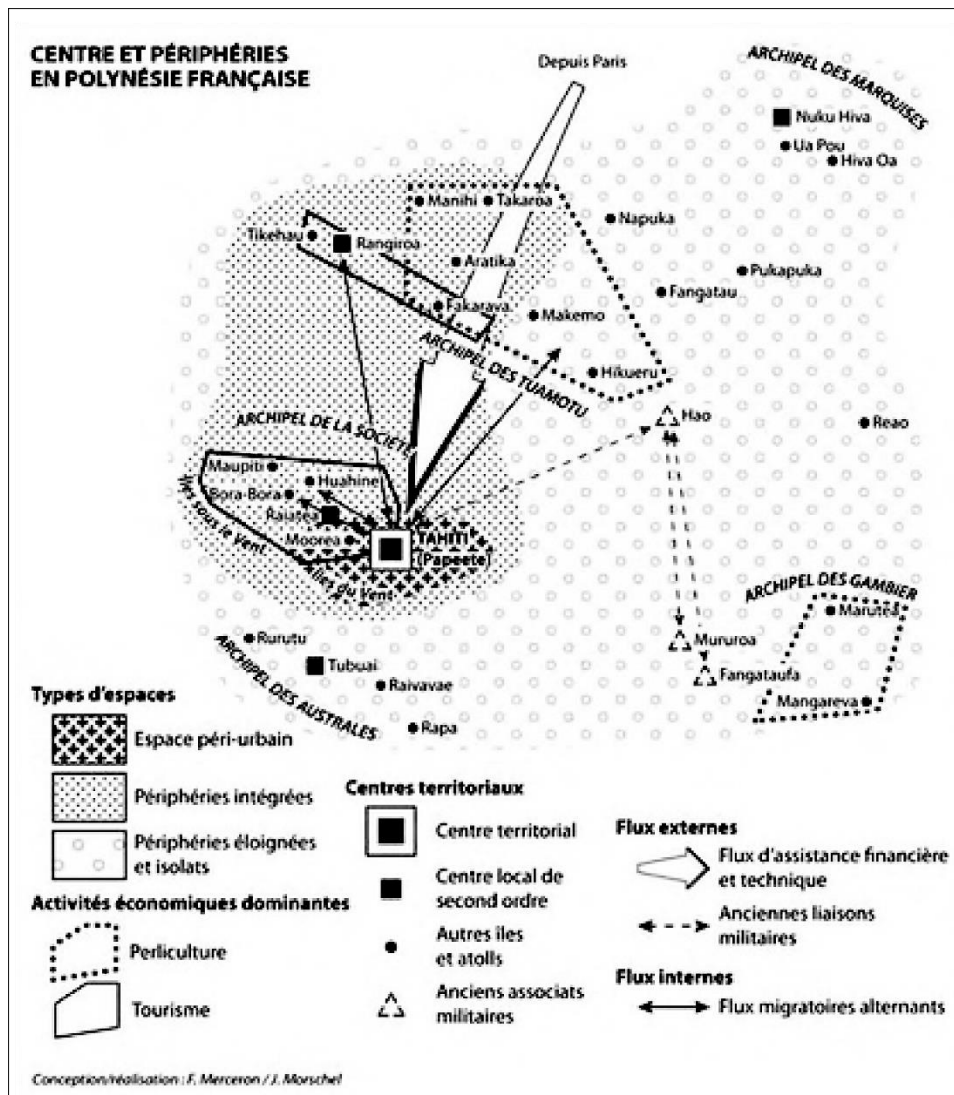 CENTRE ET PÉRIPHÉRIES
EN POLYNÉSIE FRANÇAISE
Depuis Paris
ARCHIPEL DES MARQUISES
Nuku Hiva
Ua Pou
Hiva Oa
Manihi
Takaroa
Napuka
Tikehau
Rangiroa
Aratika
Pukapuka
Fangatau
Fakarava
Makemo
ARCHIPEL DES TUAMOTU
Hikueru
Hao
Reao
ARCHIPEL DE LA SOCIÉTÉ
Maupiti
Huahine
Bora-Bora
Raiatea
Îles sous le Vent
Moorea
TAHITI
(Papeete)
Îles du Vent
ARCHIPEL DES GAMBIER
Marutea
Mururoa
Fangataufa
Mangareva
Rurutu
Tubuai
Raivavae
Rapa
ARCHIPEL DES AUSTRALES
Types d'espaces
Espace péri-urbain
Périphéries intégrées
Périphéries éloignées
et isolats
Activités économiques dominantes
Perliculture
Tourisme
Centres territoriaux
Centre territorial
Centre local de
second ordre
Autres îles
et atolls
Anciens associats
militaires
Flux externes
Flux d'assistance financière
et technique
Anciennes liaisons
militaires
Flux internes
Flux migratoires alternants
Conception/réalisation : F. Merceron / J. Morschel